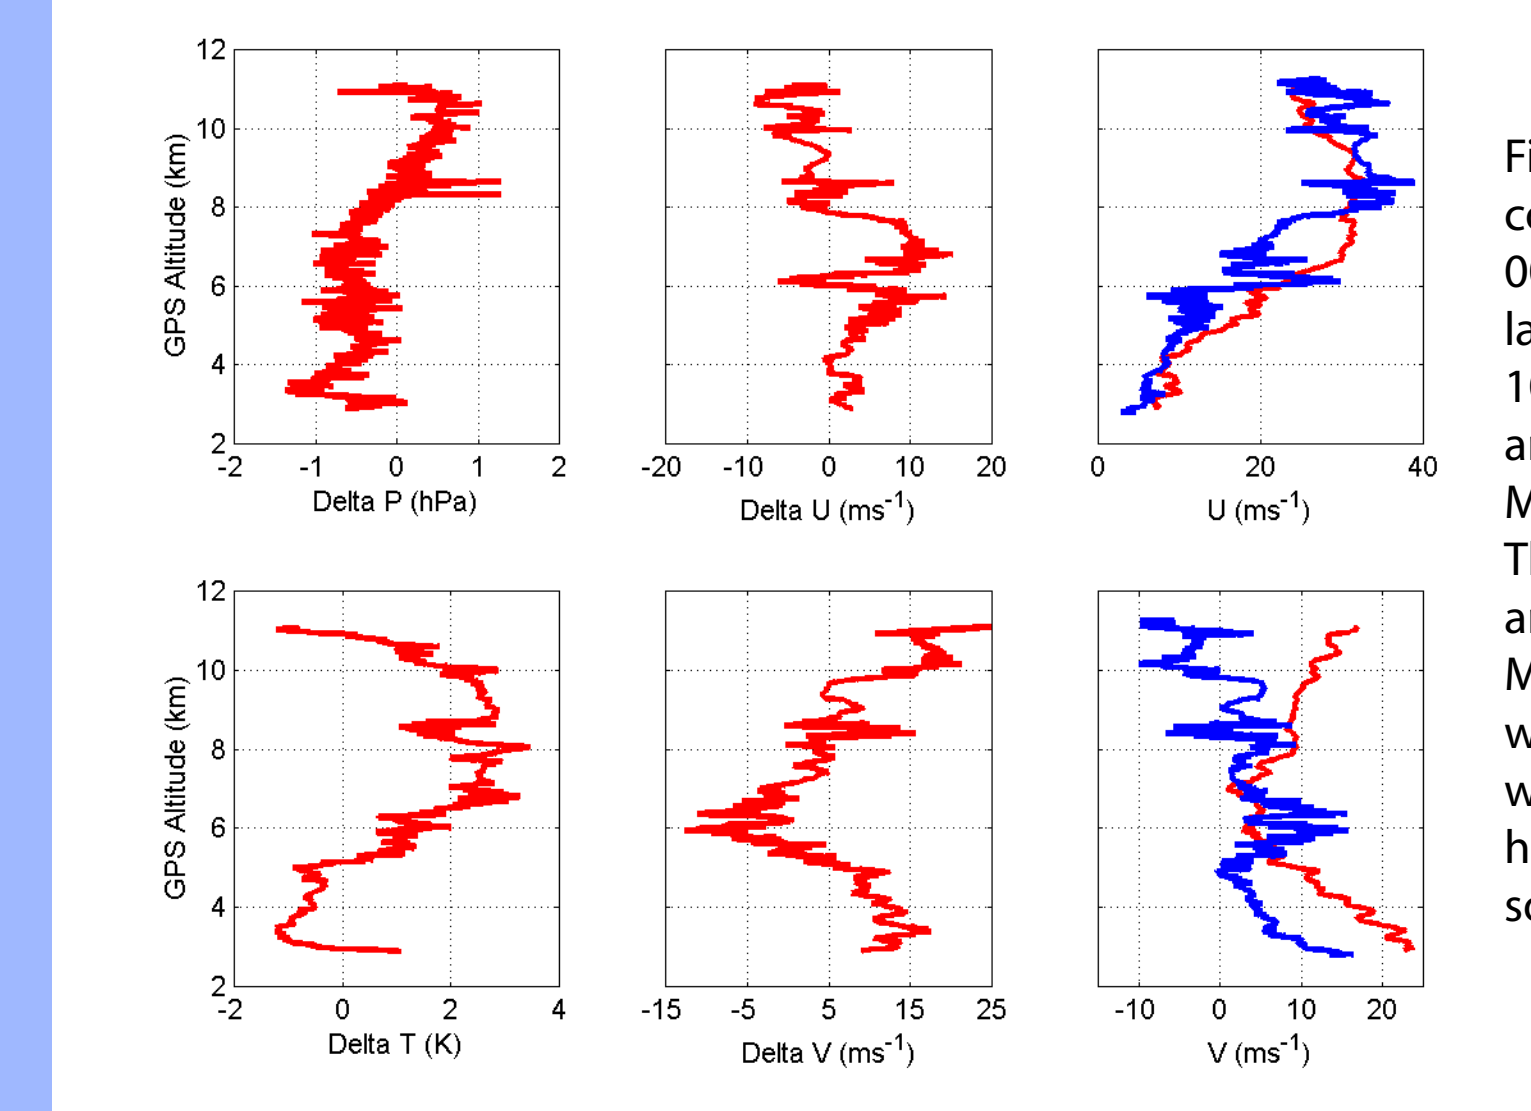 12
10
8
6
4
2
GPS Altitude (km)
-2 -1 0 1 2
Delta P (hPa)
-20 -10 0 10 20
Delta U (ms-1)
0 20 40
U (ms-1)
12
10
8
6
4
2
GPS Altitude (km)
-2 0 2 4
Delta T (K)
-15 -5 5 15 25
Delta V (ms-1)
-10 0 10 20
V (ms-1)